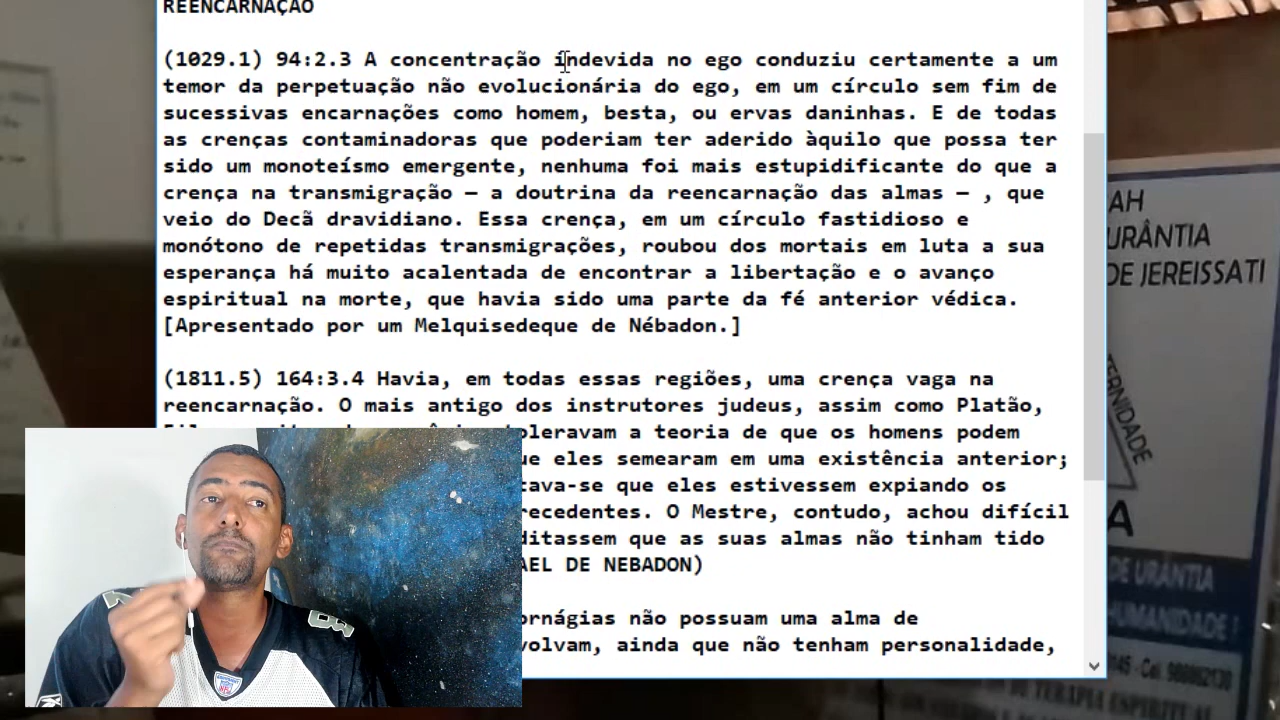 REENCARNAÇÃO
(1029.1) 94:2.3 A concentração indevida no ego conduziu certamente a um
temor da perpetuação não evolucionária do ego, em um círculo sem fim de
sucessivas encarnações como homem, besta, ou ervas daninhas. E de todas
as crenças contaminadoras que poderiam ter aderido àquilo que possa ter
sido um monoteísmo emergente, nenhuma foi mais estupidificante do que a
crença na transmigração — a doutrina da reencarnação das almas — , que
veio do Decã dravidiano. Essa crença, em um círculo fastidioso e
monótono de repetidas transmigrações, roubou dos mortais em luta a sua
esperança há muito acalentada de encontrar a libertação e o avanço
espiritual na morte, que havia sido uma parte da fé anterior védica.
[Apresentado por um Melquisedeque de Nébadon.]
(1811.5) 164:3.4 Havia, em todas essas regiões, uma crença vaga na
reencarnação. O mais antigo dos instrutores judeus, assim como Platão,
toleravam a teoria de que os homens podem
ue eles semearam em uma existência anterior;
tava-se que eles estivessem expiando os
recedentes. O Mestre, contudo, achou difícil
ditassem que as suas almas não tinham tido
AEL DE NEBADON)
ornágias não possuam uma alma de
volvam, ainda que não tenham personalidade,
AH
URÂNTIA
DE JEREISSATI
TERNIDADE
A
DE URANTIA
HUMANIDADE !
NFL